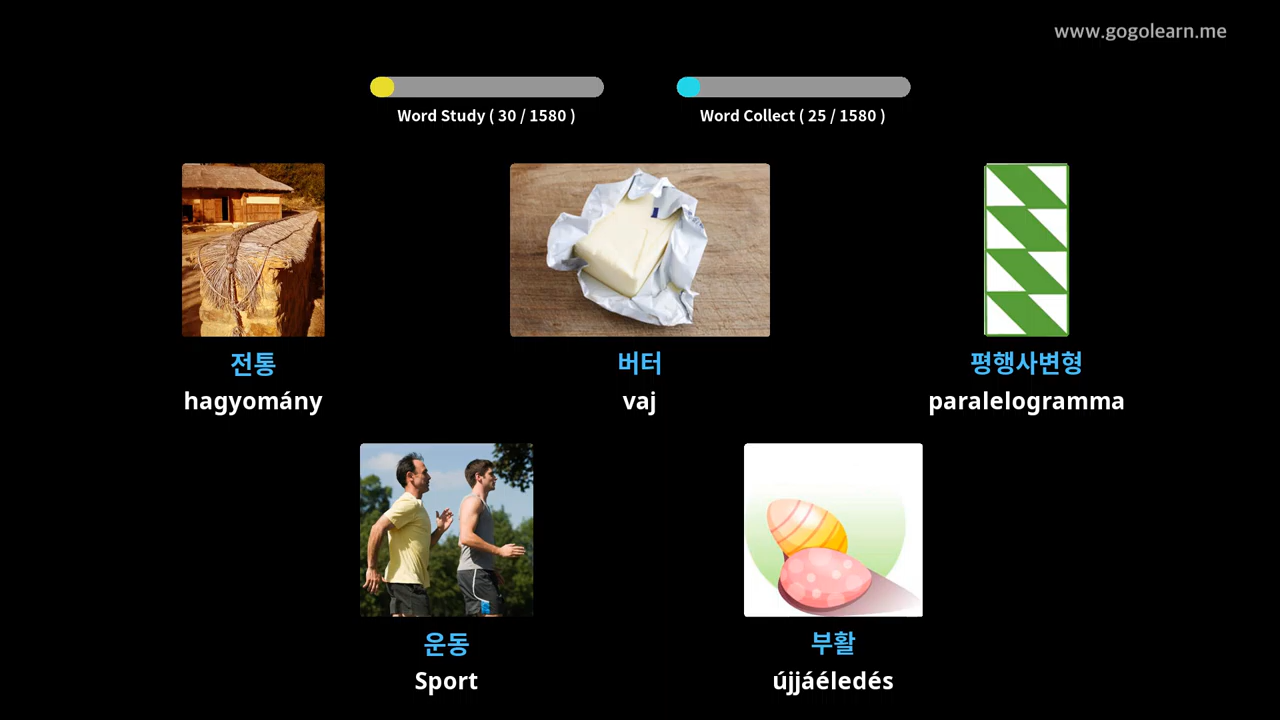 www.gogolearn.me
Word Study ( 30 / 1580 )
Word Collect ( 25 / 1580 )
전통
버터
평행사변형
hagyomány
vaj
paralelogramma
운동
부활
Sport
újjáéledés